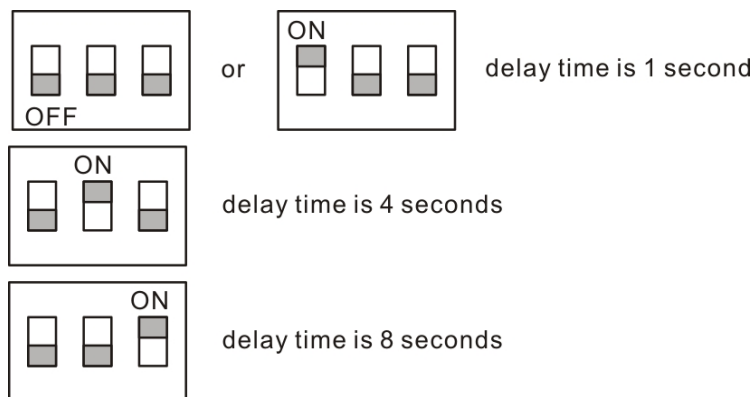 ON
or delay time is 1 second
OFF
ON
delay time is 4 seconds
ON
delay time is 8 seconds